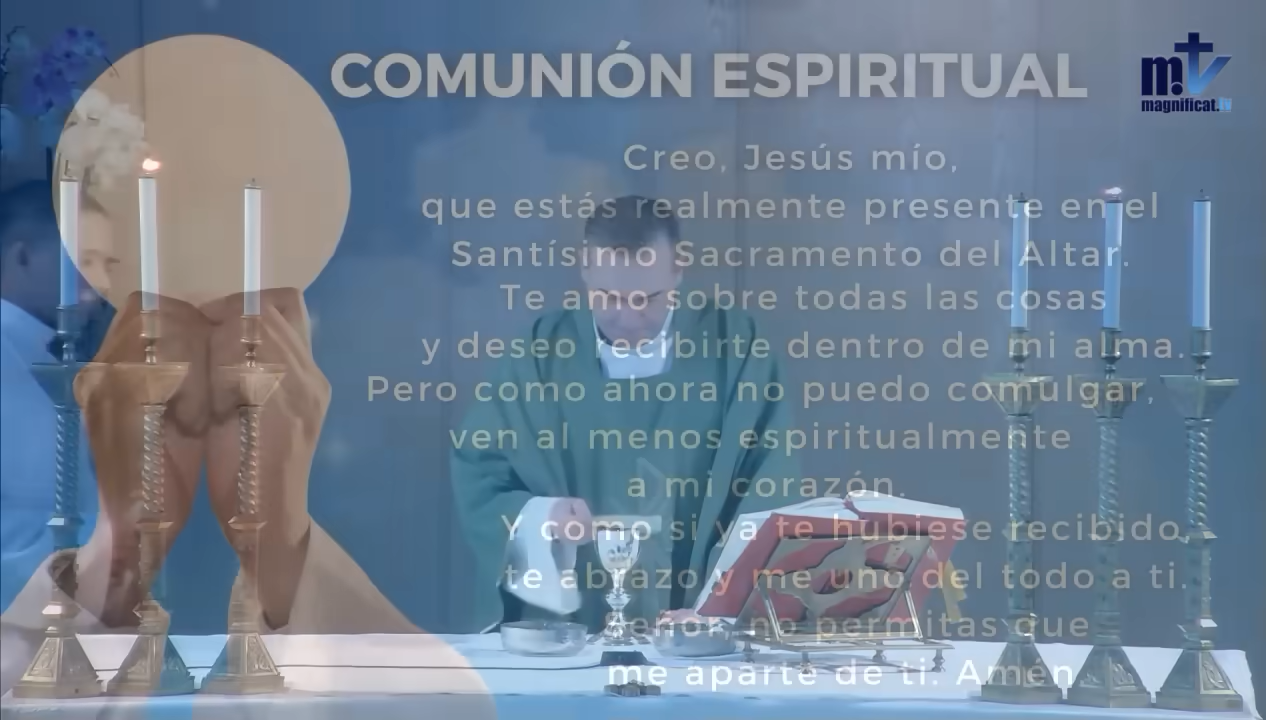 COMUNIÓN ESPIRITUAL
mtv
magnificat.tv
Creo, Jesús mío,
que estás realmente presente en el
Santísimo Sacramento del Altar.
Te amo sobre todas las cosas
y deseo recibirte dentro de mi alma.
Pero como ahora no puedo comulgar,
ven al menos espiritualmente
a mi corazón.
Y como si ya te hubiese recibido,
te abrazo y me uno del todo a ti.
Señor, no permitas que
me aparte de ti. Amén